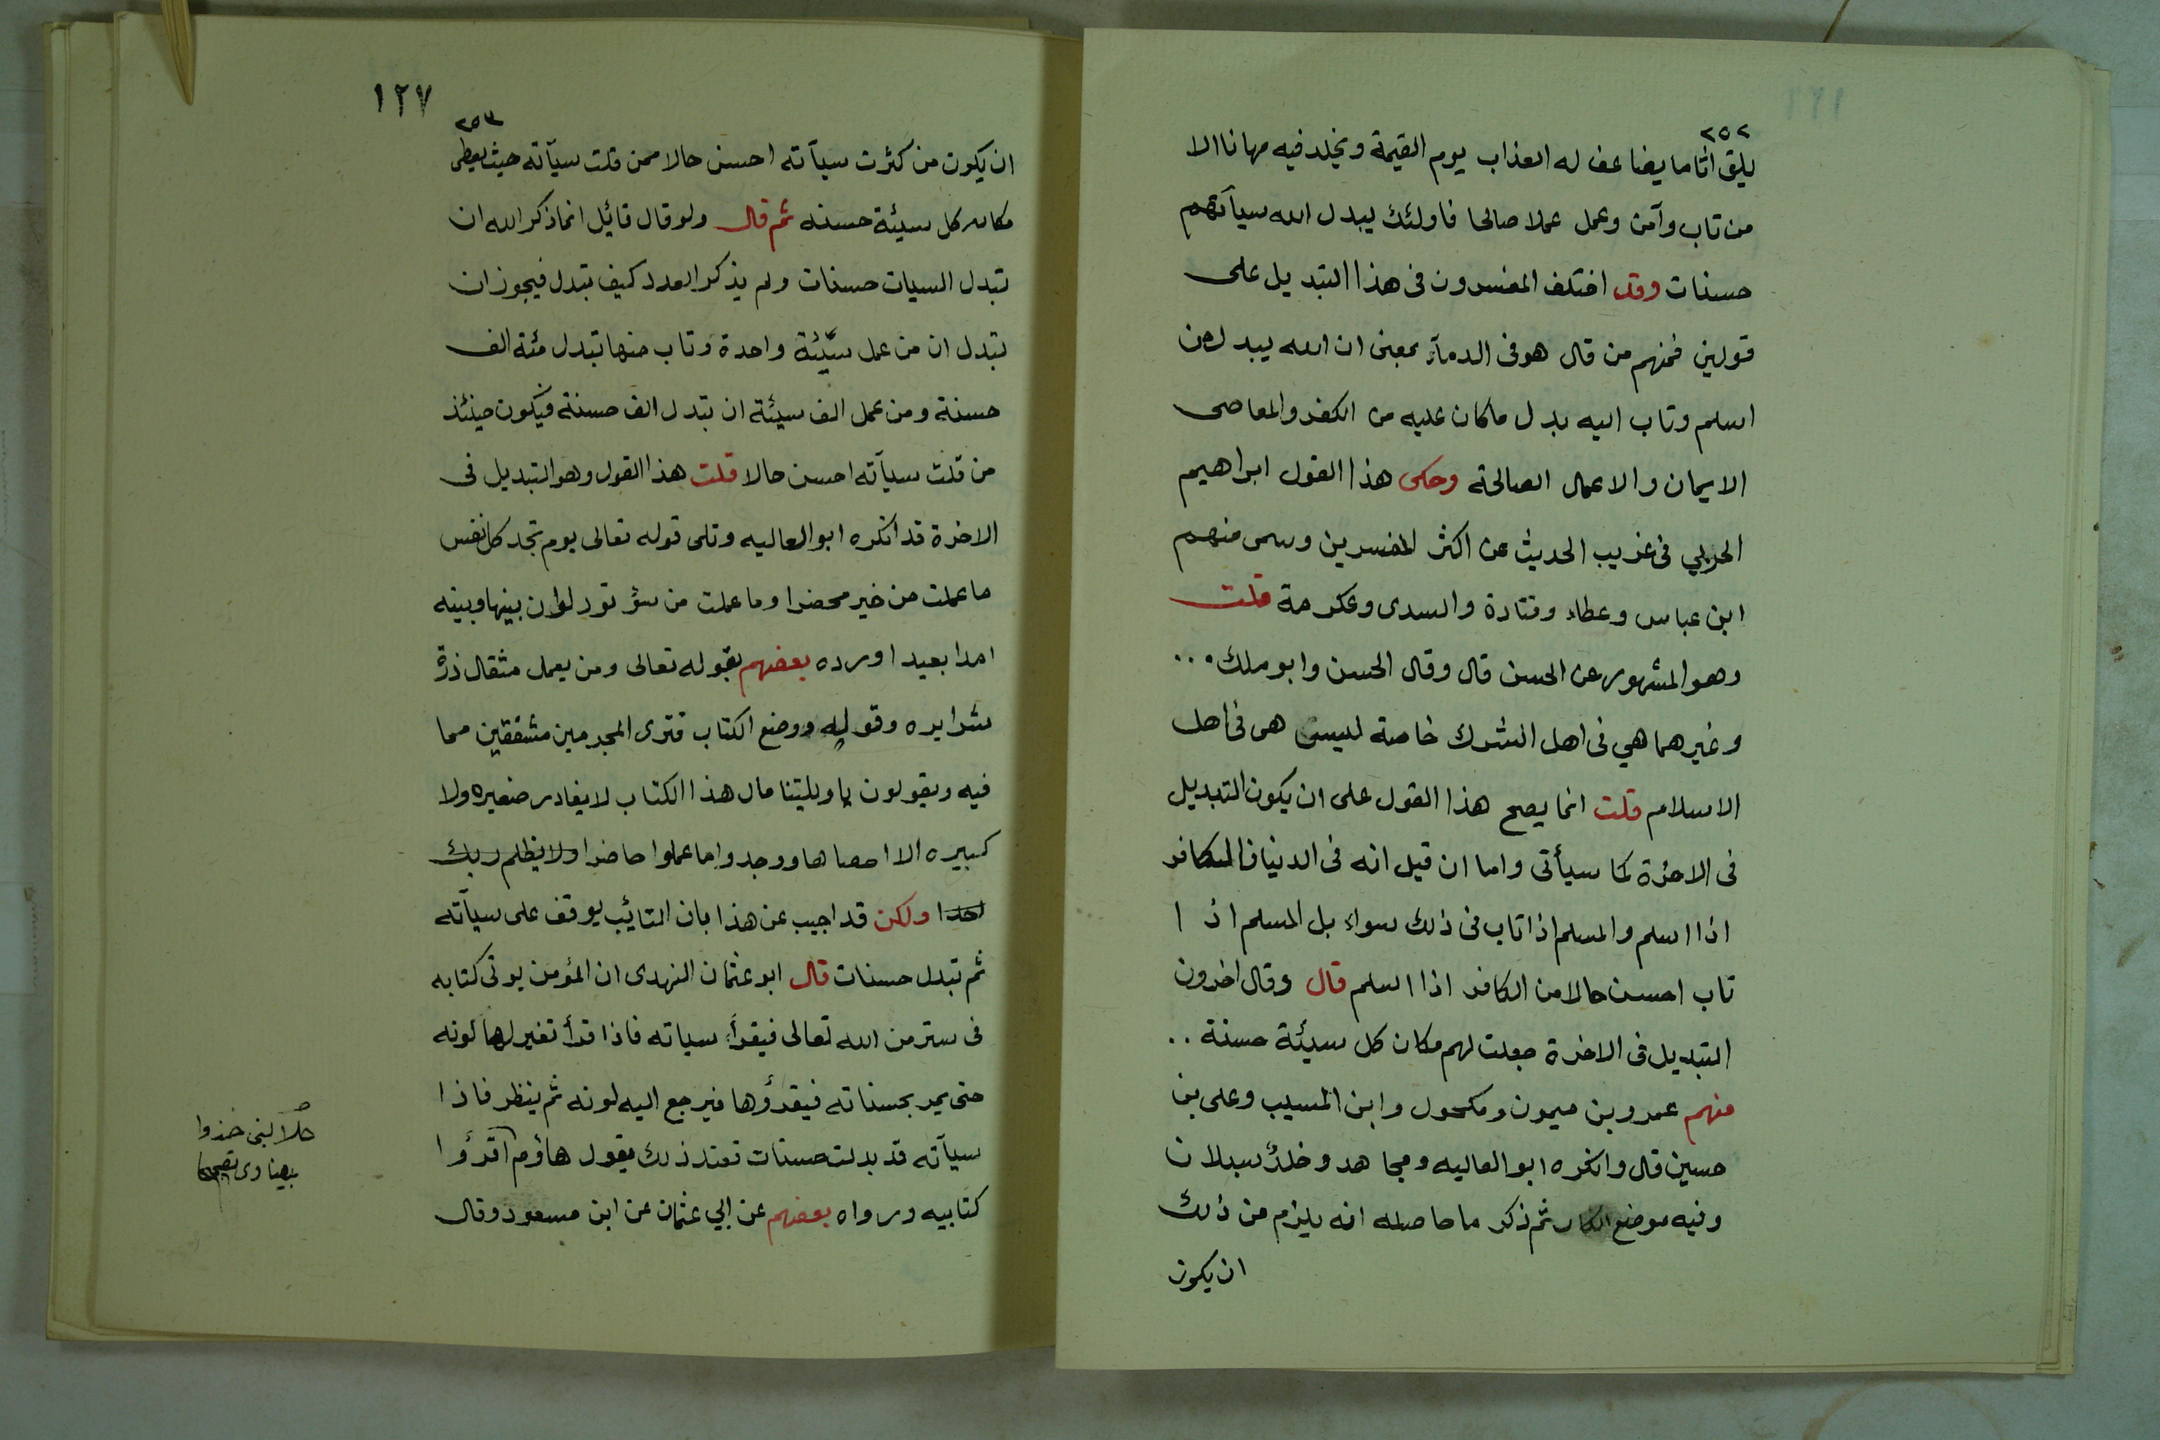 ٢٥٢
يلق اثاما يضاعف له العذاب يوم القيمة ويخلد فيه مهانا الا
من تاب وآمن وعمل عملا صالحا فاولئك يبدل الله سيآتهم
حسنات وقد اختلف المفسرون فى هذا التبديل على
قولين فمنهم من قال هو فى الدنيا بمعنى ان الله يبدل من
اسلم وتاب اليه بدل ماكان عليه من الكفر والمعاصى
الايمان والاعمال الصالحة وحكى هذا القول ابراهيم
الحربي فى غريب الحديث عن اكثر المفسرين وسمى منهم
ابن عباس وعطاء وقتادة والسدى وعكرمة قلت
وهو المشهور عن الحسن قال وقال الحسن وابو ملك ...
وغيرهما هي فى اهل الشرك خاصة ليست هى فى اهل
الاسلام قلت انما يصح هذا القول على ان يكون التبديل
فى الاخرة كما سيأتى واما ان قيل انه فى الدنيا فالكافر
اذا اسلم والمسلم اذا تاب فى ذلك سواء بل المسلم اذ ا
تاب احسن حالا من الكافر اذا اسلم قال وقال اخرون
التبديل فى الاخرة جعلت لهم مكان كل سيئة حسنة ..
منهم عمرو بن ميمون ومكحول وابن المسيب وعلى بن
حسين قال وانكره ابو العاليه ومجاهد وخالد سبلان
وفيه موضع انكار ثم ذكر ما حاصله انه يلزم من ذلك
ان يكون
١٢٧
٢٥٣
ان يكون من كثرت سيآته احسن حالا ممن قلت سيآته حيث يعطى
مكان كل سيئة حسنه ثم قال ولو قال قائل انما ذكر الله ان
تبدل السيات حسنات ولم يذكر العدد كيف تبدل فيجوز ان
تبدل ان من عمل سيئة واحدة وتاب منها تبدل مئة الف
حسنة ومن عمل الف سيئة ان تبدل الف حسنة فيكون حينئذ
من قلت سيآته احسن حالا قلت هذا القول وهو التبديل فى
الاخرة قد انكره ابو العاليه وتلى قوله تعالى يوم تجد كل نفس
ما عملت من خير محضرا وما عملت من سؤ تود لو ان بينها وبينه
امدا بعيدا ورده بعضهم بقوله تعالى ومن يعمل مثقال ذرة
شرا يره وقوله ووضع الكتاب فترى المجرمين مشفقين مما
فيه ويقولون يا ويلتنا مال هذا الكتاب لا يغادر صغيره ولا
كبيره الا احصاها ووجدوا ما عملوا حاضرا ولا يظلم ربك
احدا ولكن قد اجيب عن هذا بان التايب يوقف على سيآته
ثم تبدل حسنات قال ابو عثمان النهدى ان المؤمن يوتى كتابه
فى ستر من الله تعالى فيقرأ سياته فاذا قرأ تغير لها لونه
حتى يمر بحسناته فيقرؤها فيرجع اليه لونه ثم ينظر فاذا
سيآته قد بدلت حسنات فعند ذلك يقول هاؤم اقرؤا
كتابيه ورواه بعضهم عن ابي عثمان عن ابن مسعود وقال
خذوا